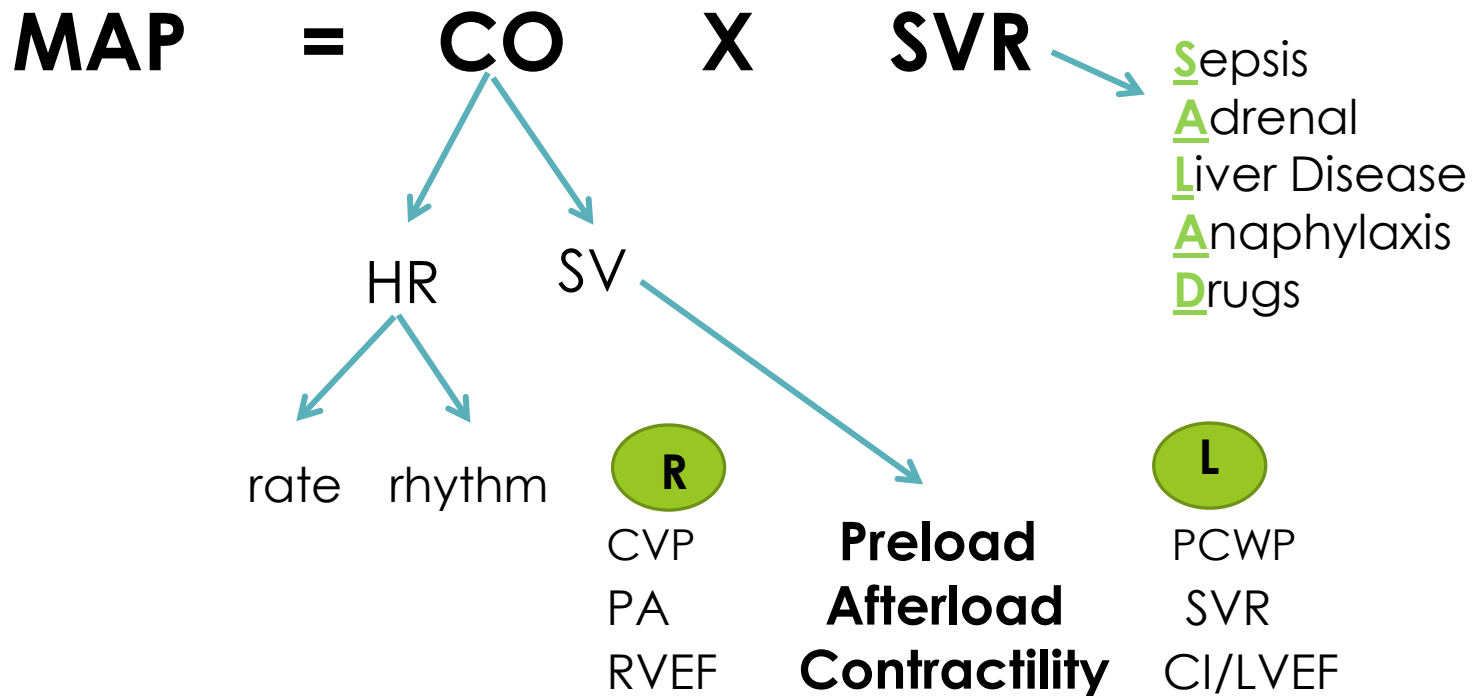 MAP = CO X SVR
Sepsis
Adrenal
Liver Disease
Anaphylaxis
Drugs
HR SV
rate rhythm
R L
CVP Preload PCWP
PA Afterload SVR
RVEF Contractility CI/LVEF